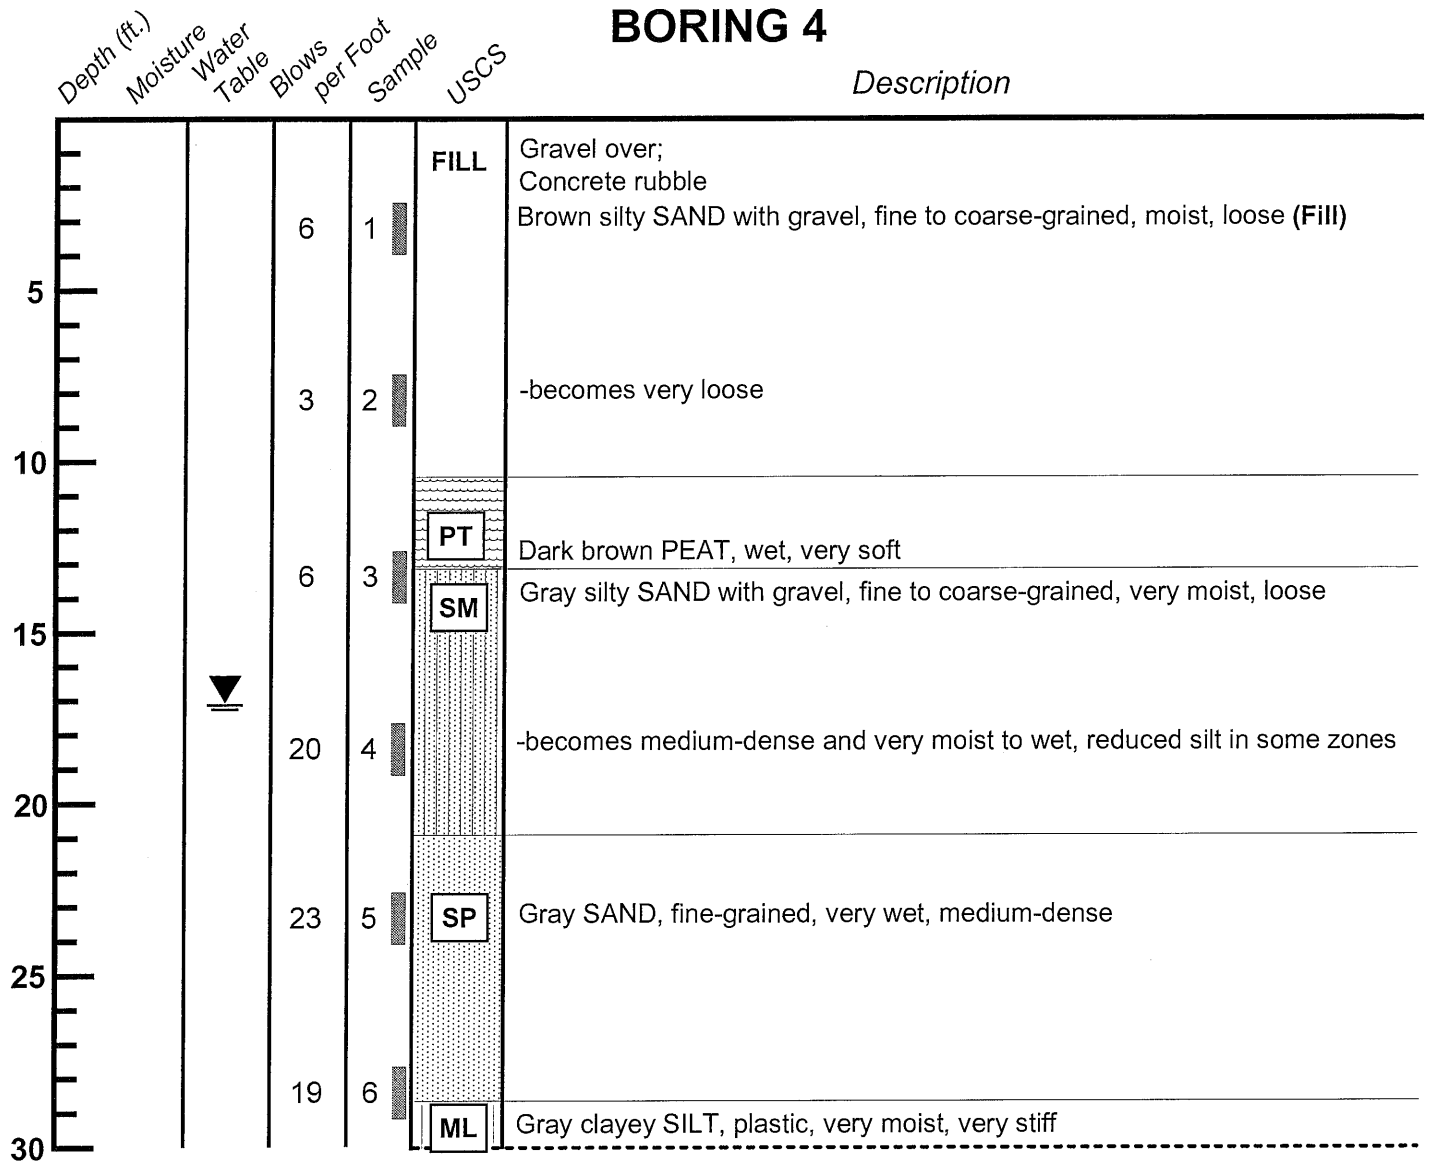 BORING 4
Depth (ft.)
Moisture
Water
Table
Blows
per Foot
Sample
USCS
Description
FILL
Gravel over;
Concrete rubble
6 1 Brown silty SAND with gravel, fine to coarse-grained, moist, loose (Fill)
5
3 2 -becomes very loose
10
PT
Dark brown PEAT, wet, very soft
6 3
SM
Gray silty SAND with gravel, fine to coarse-grained, very moist, loose
15
20 4 -becomes medium-dense and very moist to wet, reduced silt in some zones
20
23 5 SP Gray SAND, fine-grained, very wet, medium-dense
25
19 6
ML Gray clayey SILT, plastic, very moist, very stiff
30